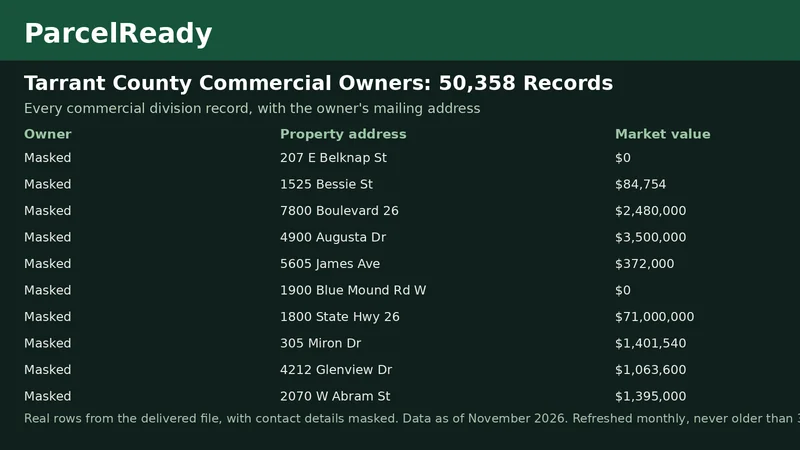 ParcelReady
Tarrant County Commercial Owners: 50,358 Records
Every commercial division record, with the owner's mailing address
Owner Property address Market value
Masked 207 E Belknap St $0
Masked 1525 Bessie St $84,754
Masked 7800 Boulevard 26 $2,480,000
Masked 4900 Augusta Dr $3,500,000
Masked 5605 James Ave $372,000
Masked 1900 Blue Mound Rd W $0
Masked 1800 State Hwy 26 $71,000,000
Masked 305 Miron Dr $1,401,540
Masked 4212 Glenview Dr $1,063,600
Masked 2070 W Abram St $1,395,000
Real rows from the delivered file, with contact details masked. Data as of November 2026. Refreshed monthly, never older than